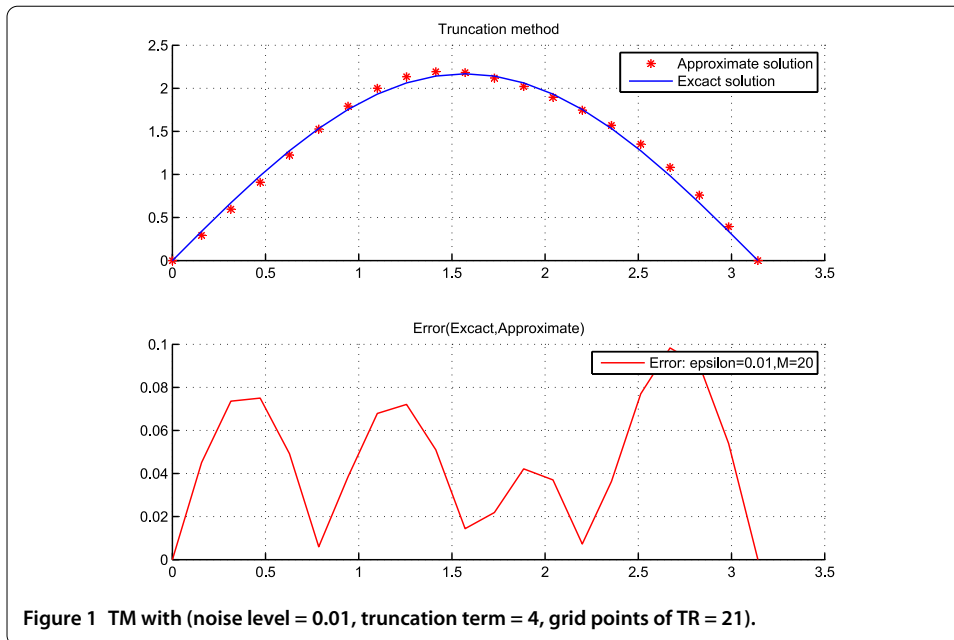 Truncation method
2.5
2
1.5
1
0.5
0
0 0.5 1 1.5 2 2.5 3 3.5
Approximate solution
Excact solution
Error(Excact,Approximate)
0.1
0.08
0.06
0.04
0.02
0
0 0.5 1 1.5 2 2.5 3 3.5
Error: epsilon=0.01,M=20
Figure 1 TM with (noise level = 0.01, truncation term = 4, grid points of TR = 21).